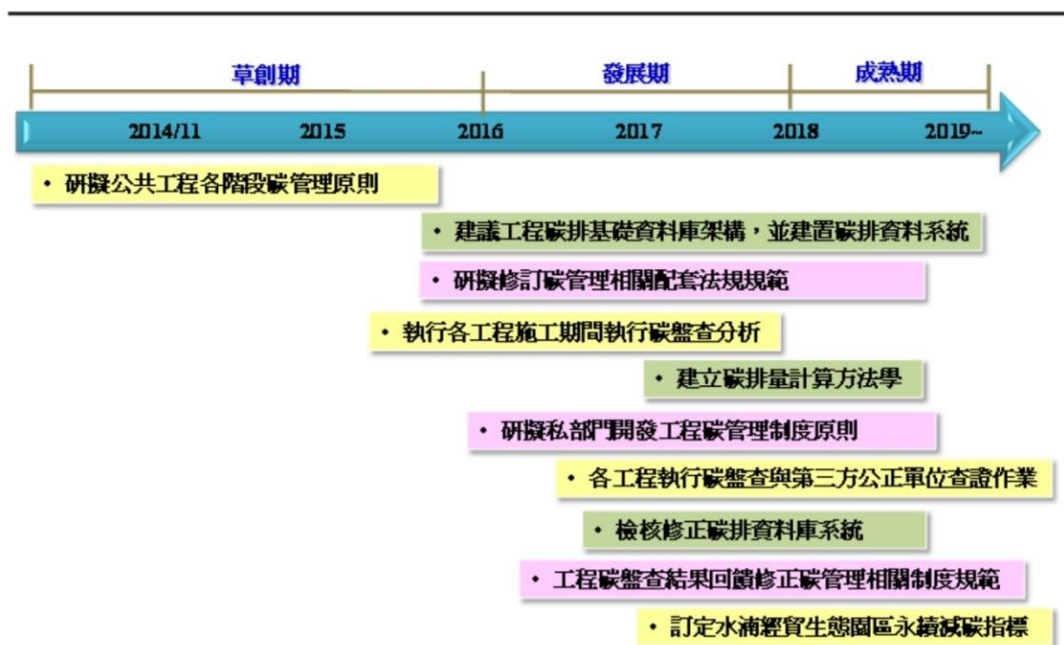 草創期 發展期 成熟期
2014/11 2015 2016 2017 2018 2019~
• 研擬公共工程各階段碳管理原則
• 建議工程碳排基礎資料庫架構，並建置碳排資料系統
• 研擬修訂碳管理相關配套法規規範
• 執行各工程施工期間執行碳盤查分析
• 建立碳排量計算方法學
• 研擬私部門開發工程碳管理制度原則
• 各工程執行碳盤查與第三方公正單位查證作業
• 檢核修正碳排資料庫系統
• 工程碳盤查結果回饋修正碳管理相關制度規範
• 訂定水湳經貿生態園區永續減碳指標